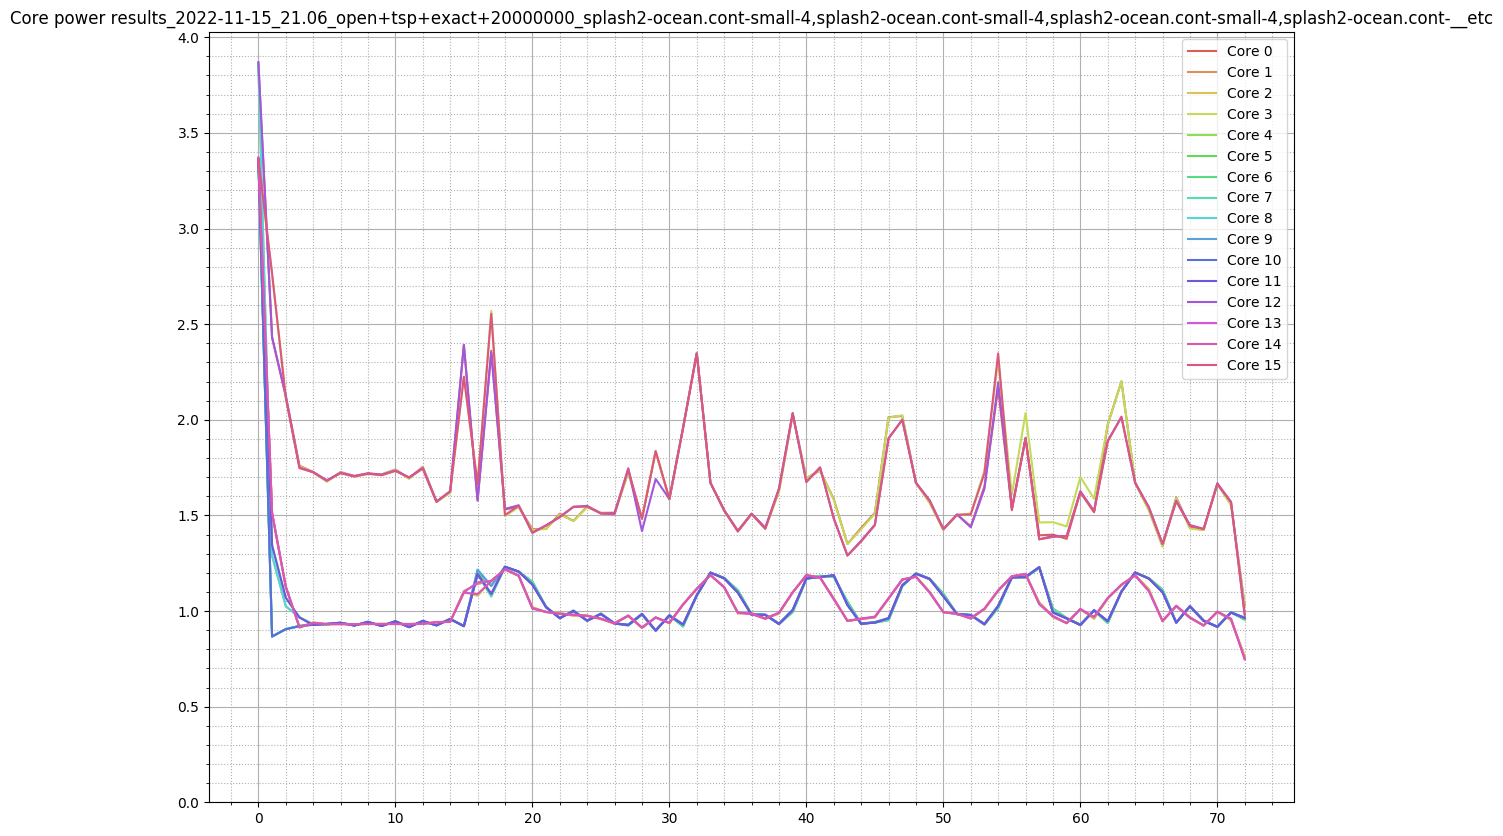 Core power results_2022-11-15_21.06_open+tsp+exact+20000000_splash2-ocean.cont-small-4,splash2-ocean.cont-small-4,splash2-ocean.cont-small-4,splash2-ocean.cont-__etc
4.0
3.5
3.0
2.5
2.0
1.5
1.0
0.5
0.0
0 10 20 30 40 50 60 70
Core 0
Core 1
Core 2
Core 3
Core 4
Core 5
Core 6
Core 7
Core 8
Core 9
Core 10
Core 11
Core 12
Core 13
Core 14
Core 15